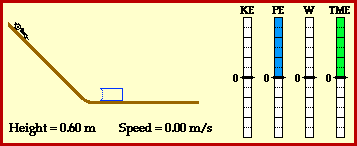 KE PE W TME
0 0 0 0
Height = 0.60 m Speed = 0.00 m/s